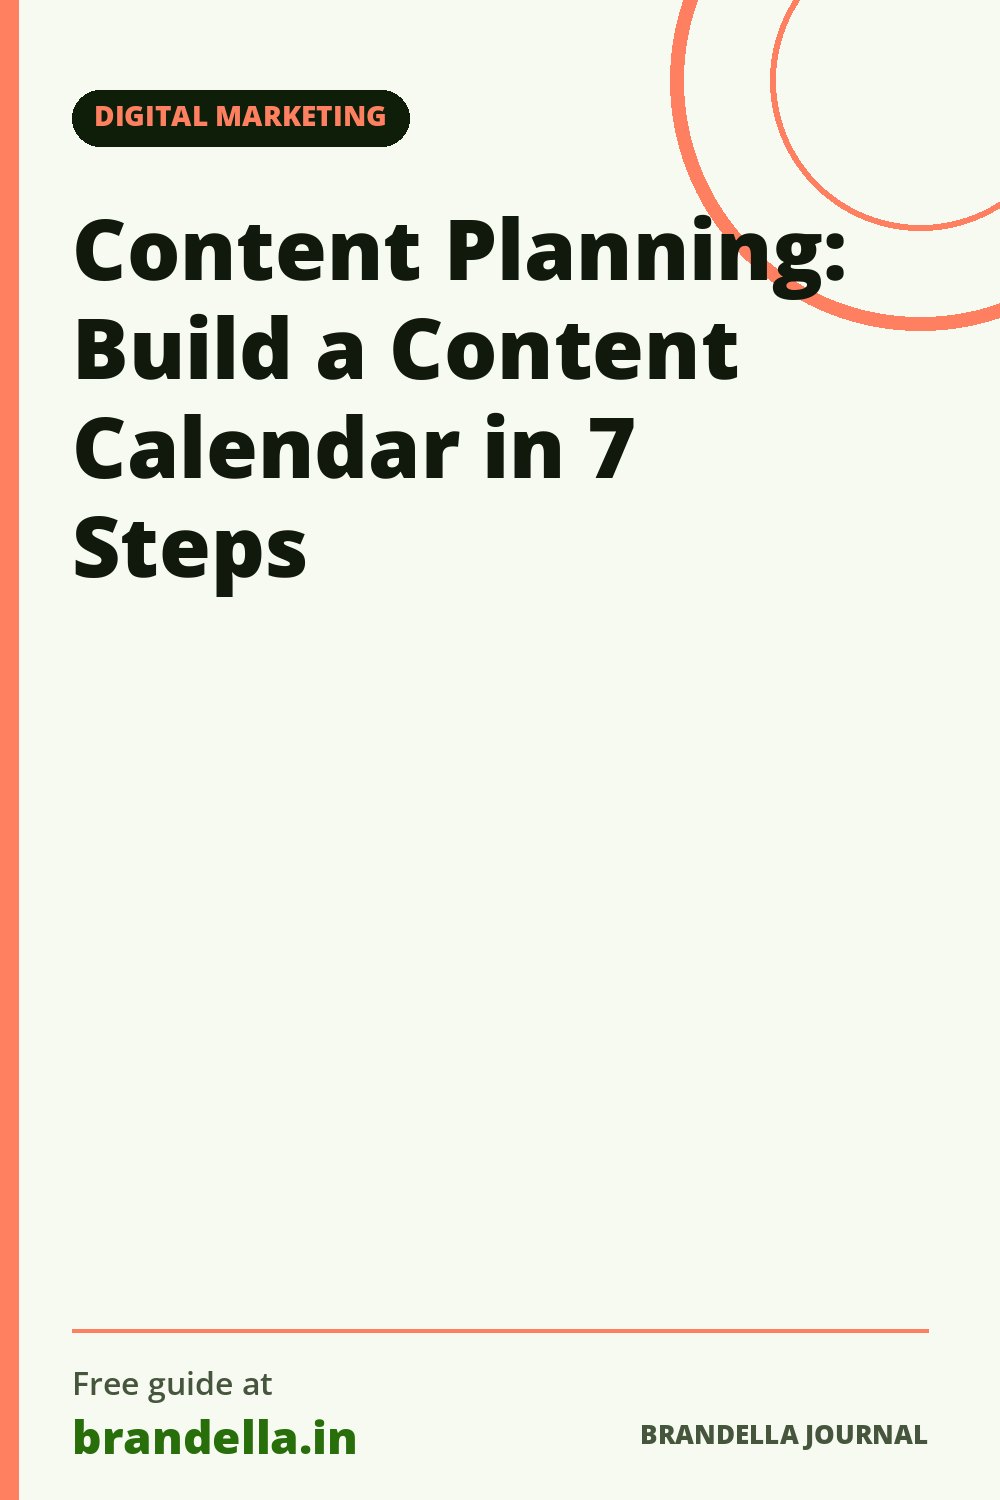 DIGITAL MARKETING
Content Planning:
Build a Content
Calendar in 7
Steps
Free guide at
brandella.in
BRANDELLA JOURNAL